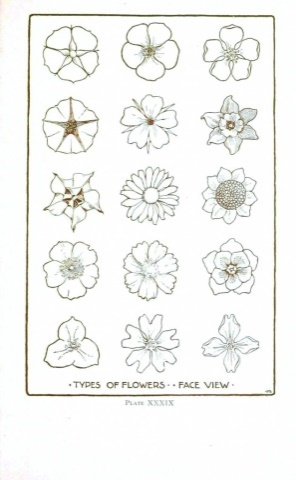 · TYPES OF FLOWERS · · FACE VIEW ·
PLATE XXXIX